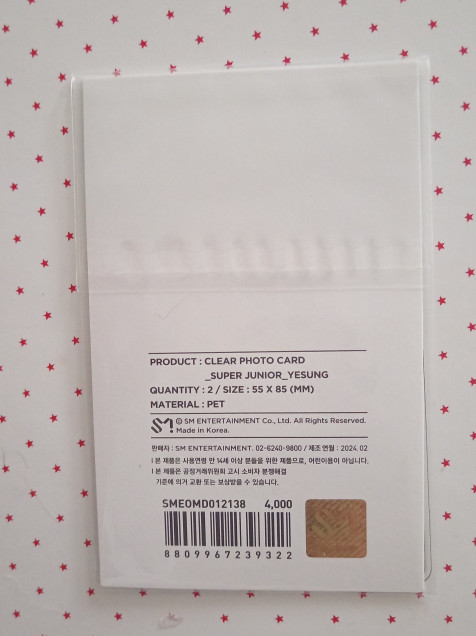 PRODUCT : CLEAR PHOTO CARD
_SUPER JUNIOR_YESUNG
QUANTITY : 2 / SIZE : 55 X 85 (MM)
MATERIAL : PET
SM! © SM ENTERTAINMENT Co., Ltd. All Rights Reserved.
Made in Korea.
판매자 : SM ENTERTAINMENT. 02-6240-9800 / 제조 연월 : 2024. 02
! 본 제품은 사용연령 만 14세 이상 분들을 위한 제품으로, 어린이용이 아닙니다.
! 본 제품은 공정거래위원회 고시 소비자 분쟁해결
기준에 의거 교환 또는 보상받을 수 있습니다.
SMEOMD012138 4,000
8809967239322